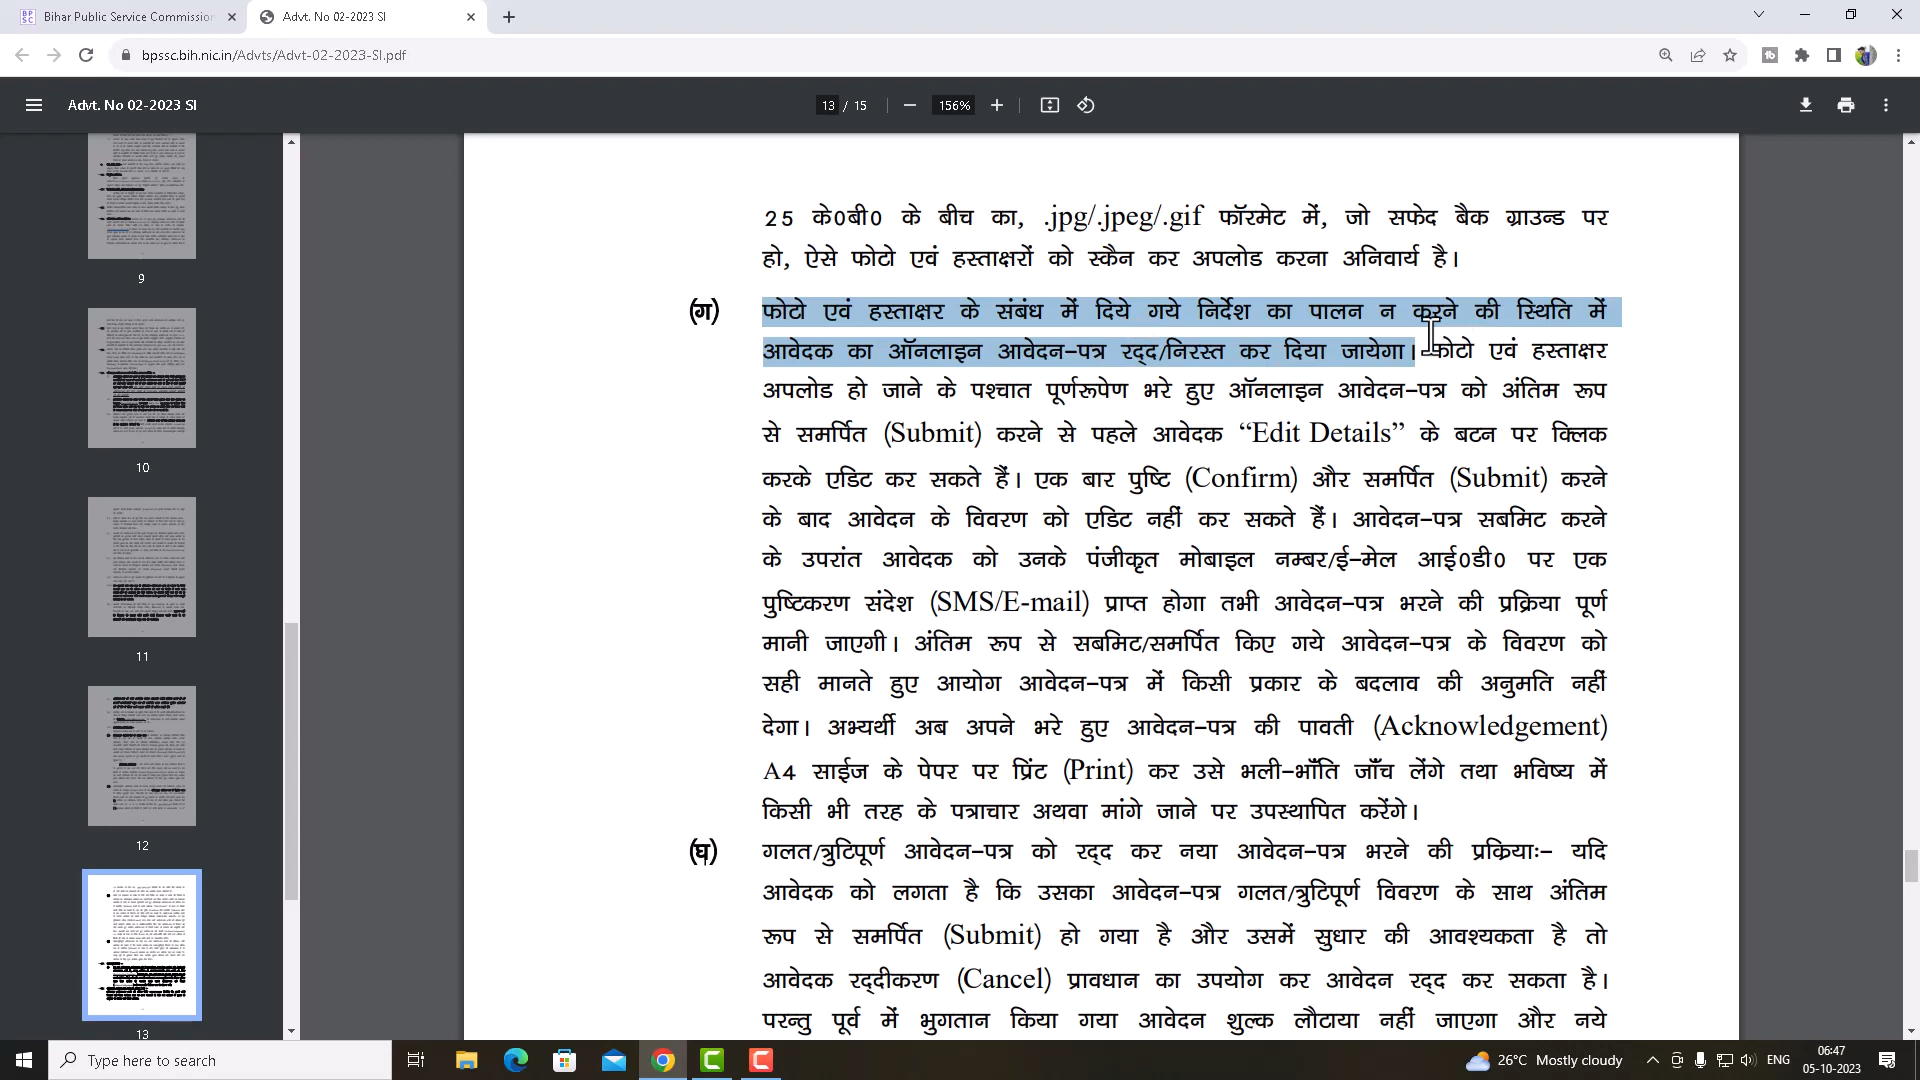 Bihar Public Service Commission
Advt. No 02-2023 SI
bpssc.bih.nic.in/Advts/Advt-02-2023-SI.pdf
Advt. No 02-2023 SI
13 / 15
156%
9
10
11
12
13
25 के0बी0 के बीच का, .jpg/.jpeg/.gif फॉरमेट में, जो सफेद बैक ग्राउन्ड पर
हो, ऐसे फोटो एवं हस्ताक्षरों को स्कैन कर अपलोड करना अनिवार्य है।
(ग) फोटो एवं हस्ताक्षर के संबंध में दिये गये निर्देश का पालन न करने की स्थिति में
आवेदक का ऑनलाइन आवेदन-पत्र रद्द/निरस्त कर दिया जायेगा। फोटो एवं हस्ताक्षर
अपलोड हो जाने के पश्चात पूर्णरूपेण भरे हुए ऑनलाइन आवेदन-पत्र को अंतिम रूप
से समर्पित (Submit) करने से पहले आवेदक “Edit Details” के बटन पर क्लिक
करके एडिट कर सकते हैं। एक बार पुष्टि (Confirm) और समर्पित (Submit) करने
के बाद आवेदन के विवरण को एडिट नहीं कर सकते हैं। आवेदन-पत्र सबमिट करने
के उपरांत आवेदक को उनके पंजीकृत मोबाइल नम्बर/ई-मेल आई0डी0 पर एक
पुष्टिकरण संदेश (SMS/E-mail) प्राप्त होगा तभी आवेदन-पत्र भरने की प्रक्रिया पूर्ण
मानी जाएगी। अंतिम रूप से सबमिट/समर्पित किए गये आवेदन-पत्र के विवरण को
सही मानते हुए आयोग आवेदन-पत्र में किसी प्रकार के बदलाव की अनुमति नहीं
देगा। अभ्यर्थी अब अपने भरे हुए आवेदन-पत्र की पावती (Acknowledgement)
A4 साईज के पेपर पर प्रिंट (Print) कर उसे भली-भाँति जाँच लेंगे तथा भविष्य में
किसी भी तरह के पत्राचार अथवा मांगे जाने पर उपस्थापित करेंगे।
(घ) गलत/त्रुटिपूर्ण आवेदन-पत्र को रद्द कर नया आवेदन-पत्र भरने की प्रक्रियाः- यदि
आवेदक को लगता है कि उसका आवेदन-पत्र गलत/त्रुटिपूर्ण विवरण के साथ अंतिम
रूप से समर्पित (Submit) हो गया है और उसमें सुधार की आवश्यकता है तो
आवेदक रद्दीकरण (Cancel) प्रावधान का उपयोग कर आवेदन रद्द कर सकता है।
परन्तु पूर्व में भुगतान किया गया आवेदन शुल्क लौटाया नहीं जाएगा और नये
Type here to search
26°C Mostly cloudy
ENG
06:47
05-10-2023